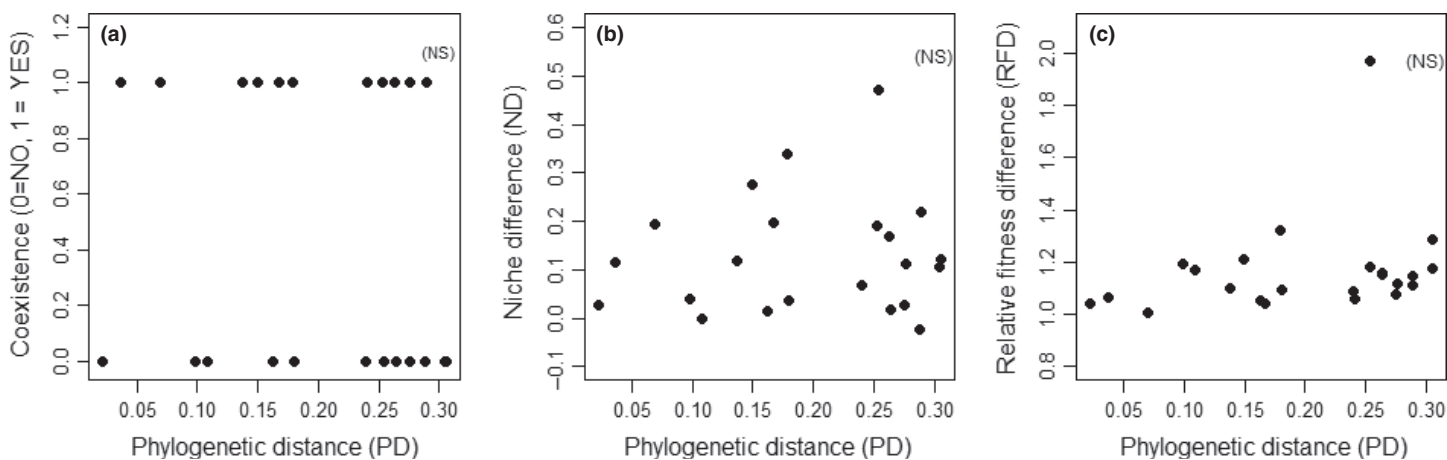 (a)
(NS)
Coexistence (0=NO, 1 = YES)
1.2
1.0
0.8
0.6
0.4
0.2
0.0
0.05 0.10 0.15 0.20 0.25 0.30
Phylogenetic distance (PD)
(b)
(NS)
Niche difference (ND)
0.6
0.5
0.4
0.3
0.2
0.1
0.0
−0.1
0.05 0.10 0.15 0.20 0.25 0.30
Phylogenetic distance (PD)
(c)
(NS)
Relative fitness difference (RFD)
2.0
1.8
1.6
1.4
1.2
1.0
0.8
0.05 0.10 0.15 0.20 0.25 0.30
Phylogenetic distance (PD)